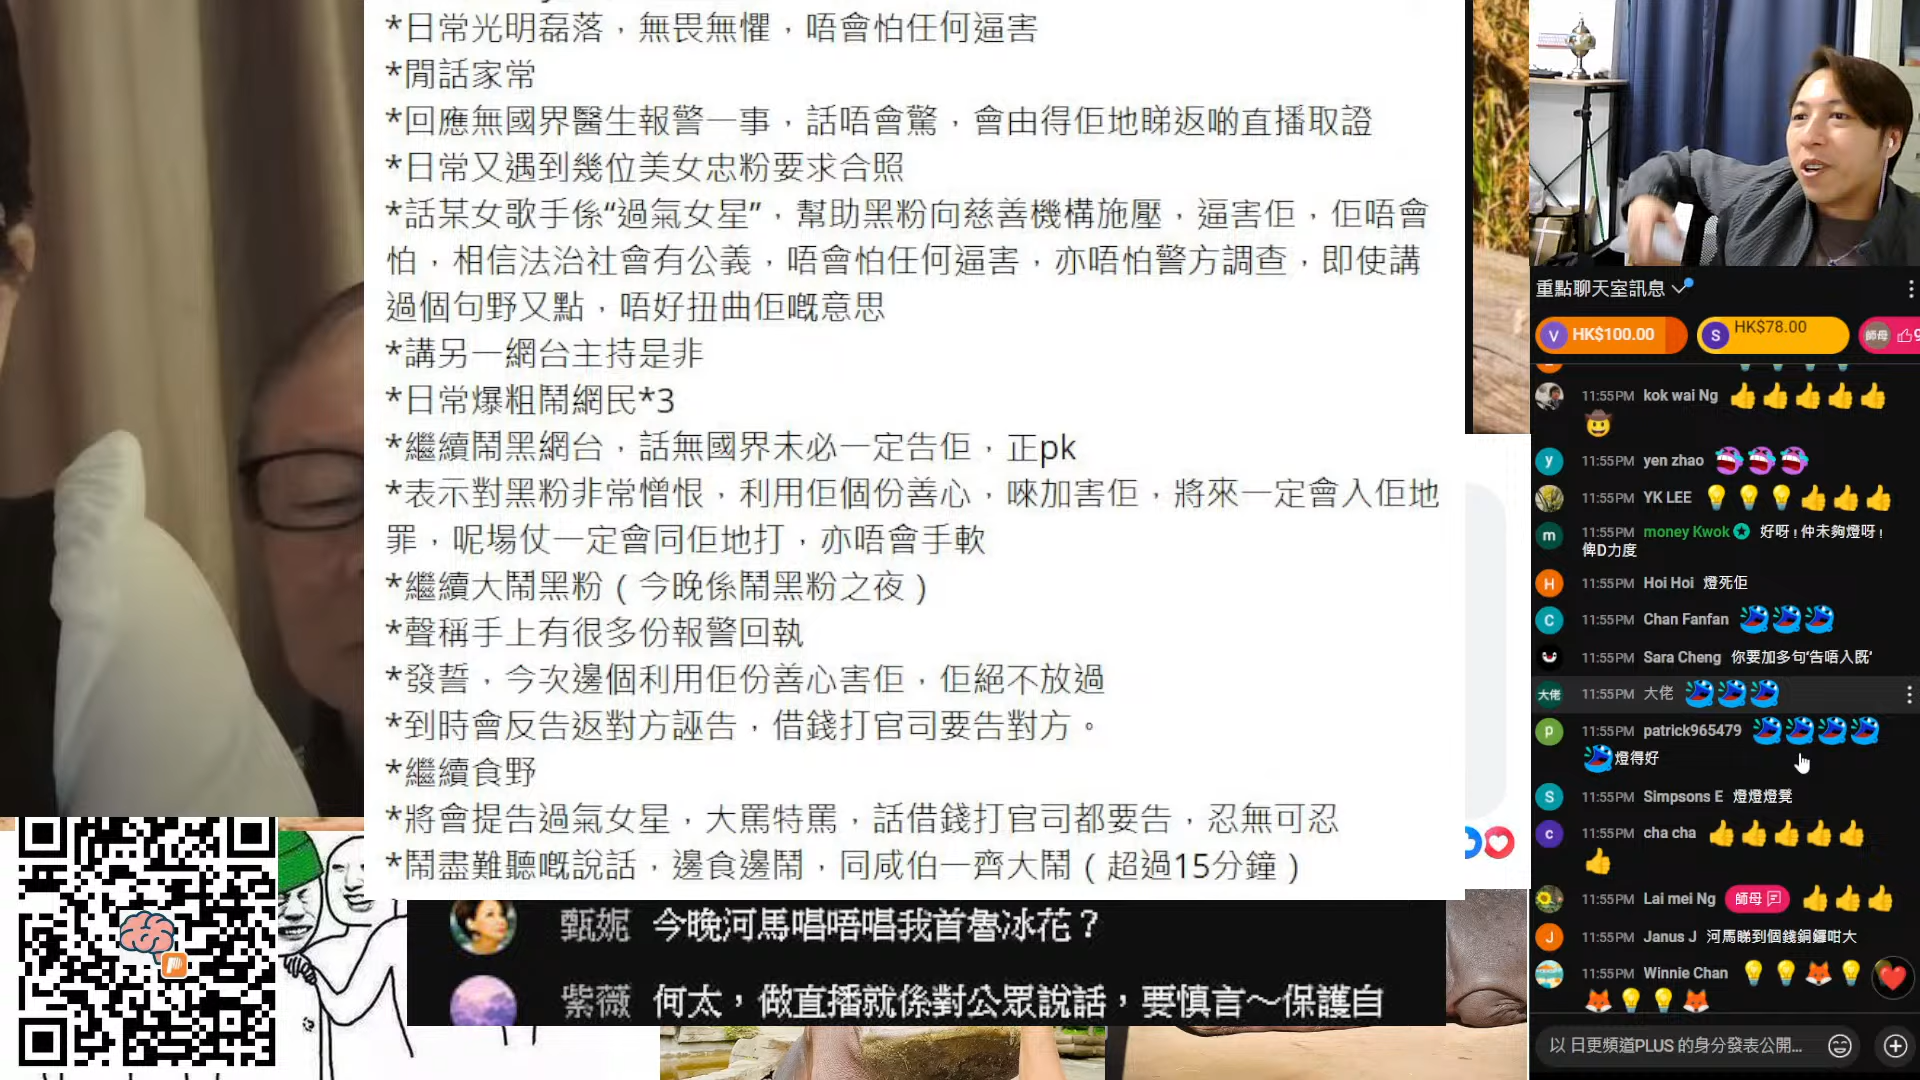 *日常光明磊落，無畏無懼，唔會怕任何逼害
*閒話家常
*回應無國界醫生報警一事，話唔會驚，會由得佢地睇返啲直播取證
*日常又遇到幾位美女忠粉要求合照
*話某女歌手係“過氣女星”，幫助黑粉向慈善機構施壓，逼害佢，佢唔會
怕，相信法治社會有公義，唔會怕任何逼害，亦唔怕警方調查，即使講
過個句野又點，唔好扭曲佢嘅意思
*講另一網台主持是非
*日常爆粗鬧網民*3
*繼續鬧黑網台，話無國界未必一定告佢，正pk
*表示對黑粉非常憎恨，利用佢個份善心，唻加害佢，將來一定會入佢地
罪，呢場仗一定會同佢地打，亦唔會手軟
*繼續大鬧黑粉（今晚係鬧黑粉之夜）
*聲稱手上有很多份報警回執
*發誓，今次邊個利用佢份善心害佢，佢絕不放過
*到時會反告返對方誣告，借錢打官司要告對方。
*繼續食野
*將會提告過氣女星，大罵特罵，話借錢打官司都要告，忍無可忍
*鬧盡難聽嘅說話，邊食邊鬧，同咸伯一齊大鬧（超過15分鐘）
甄妮 今晚河馬唱唔唱我首魯冰花？
紫薇 何太，做直播就係對公眾說話，要慎言～保護自
重點聊天室訊息
V HK$100.00
S HK$78.00
師母 9
11:55PM kok wai Ng
y 11:55PM yen zhao
11:55PM YK LEE
m 11:55PM money Kwok 好呀！仲未夠燈呀！
俾D力度
H 11:55PM Hoi Hoi 燈死佢
C 11:55PM Chan Fanfan
11:55PM Sara Cheng 你要加多句“告唔入既”
大佬 11:55PM 大佬
p 11:55PM patrick965479
燈得好
S 11:55PM Simpsons E 燈燈燈凳
c 11:55PM cha cha
11:55PM Lai mei Ng 師母
J 11:55PM Janus J 河馬睇到個錢銅鑼咁大
11:55PM Winnie Chan
以 日更頻道PLUS 的身分發表公開...